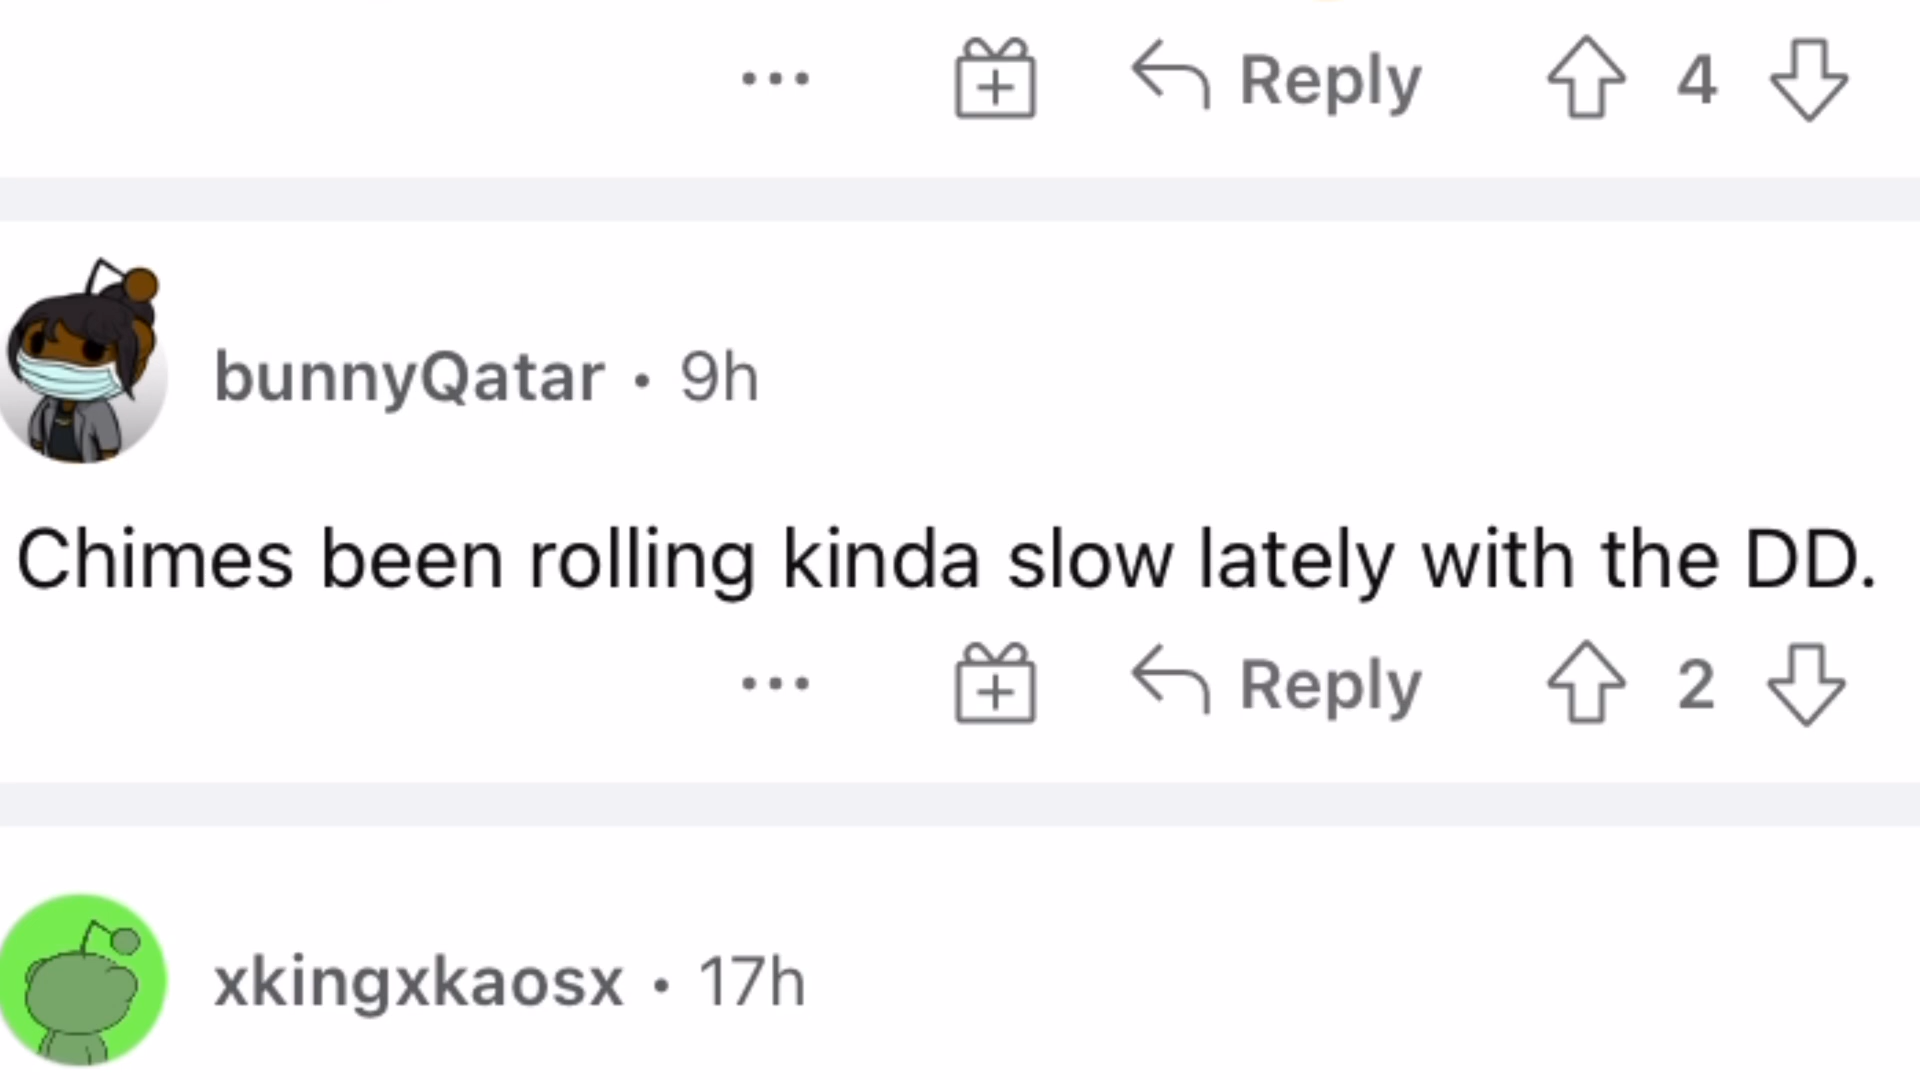 Reply 4
bunnyQatar • 9h
Chimes been rolling kinda slow lately with the DD.
Reply 2
xkingxkaosx • 17h